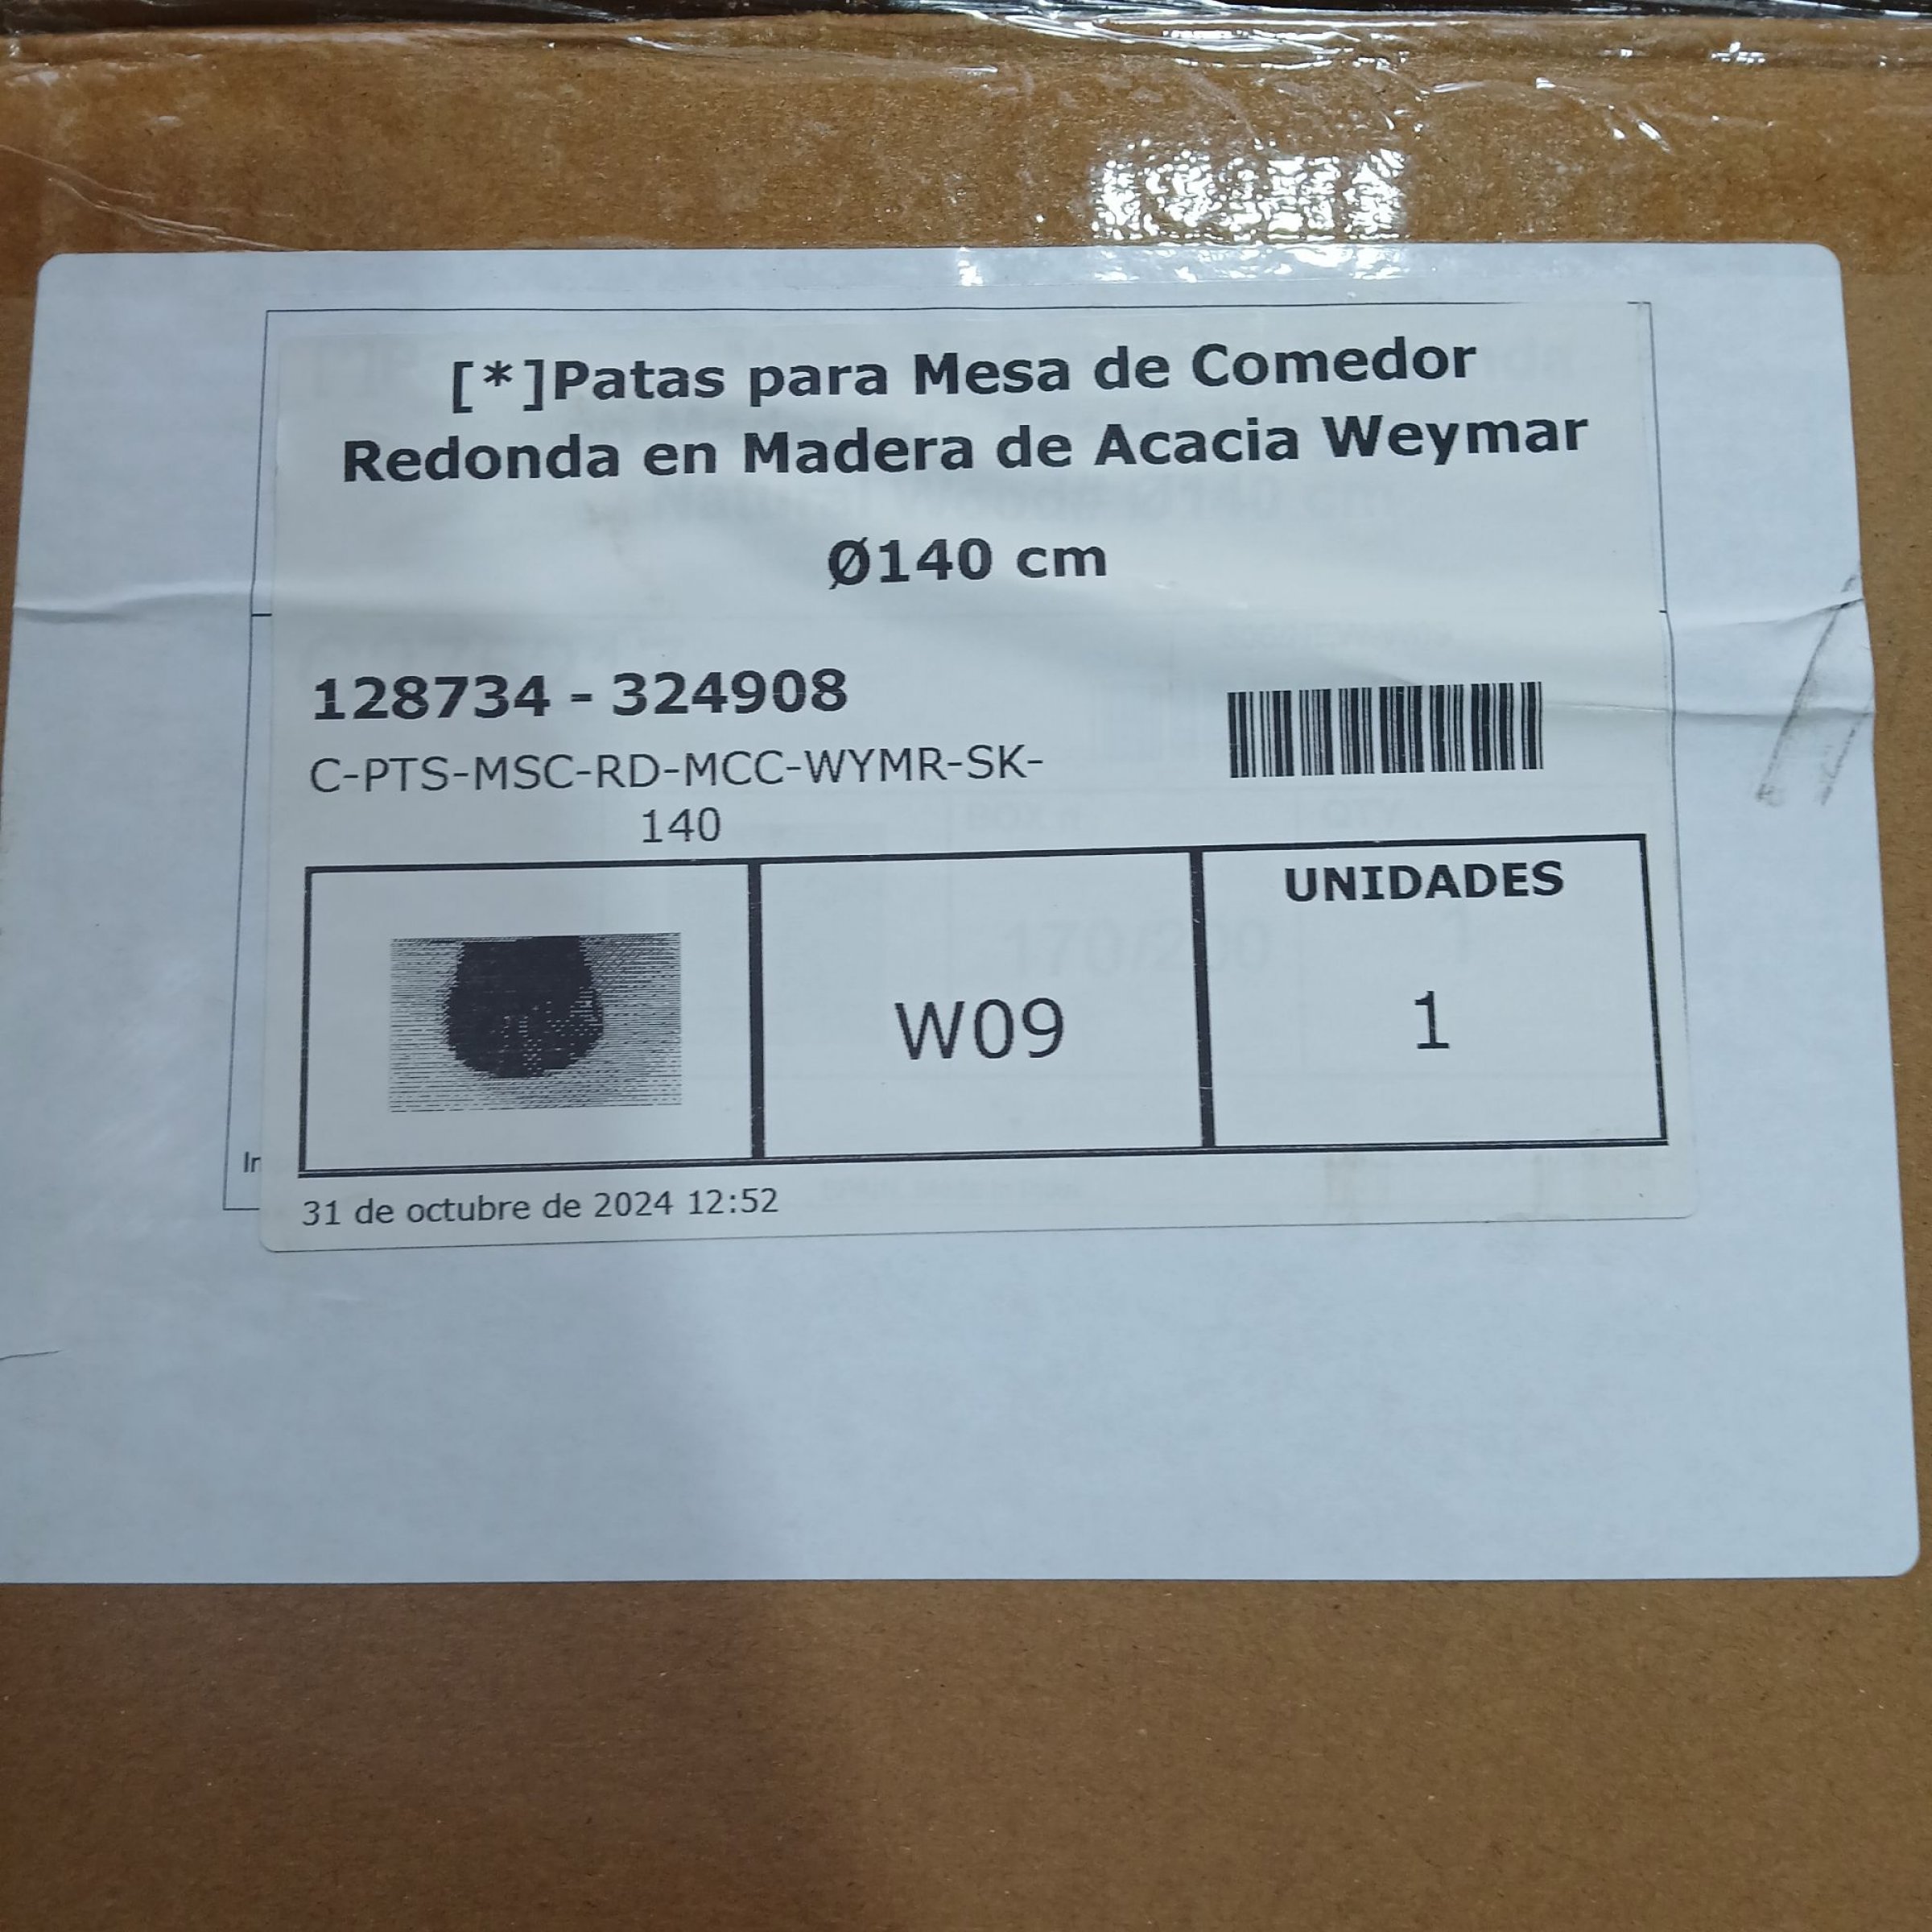 [*]Patas para Mesa de Comedor
Redonda en Madera de Acacia Weymar
Ø140 cm
128734 - 324908
C-PTS-MSC-RD-MCC-WYMR-SK-
140
UNIDADES
W09
1
In
31 de octubre de 2024 12:52